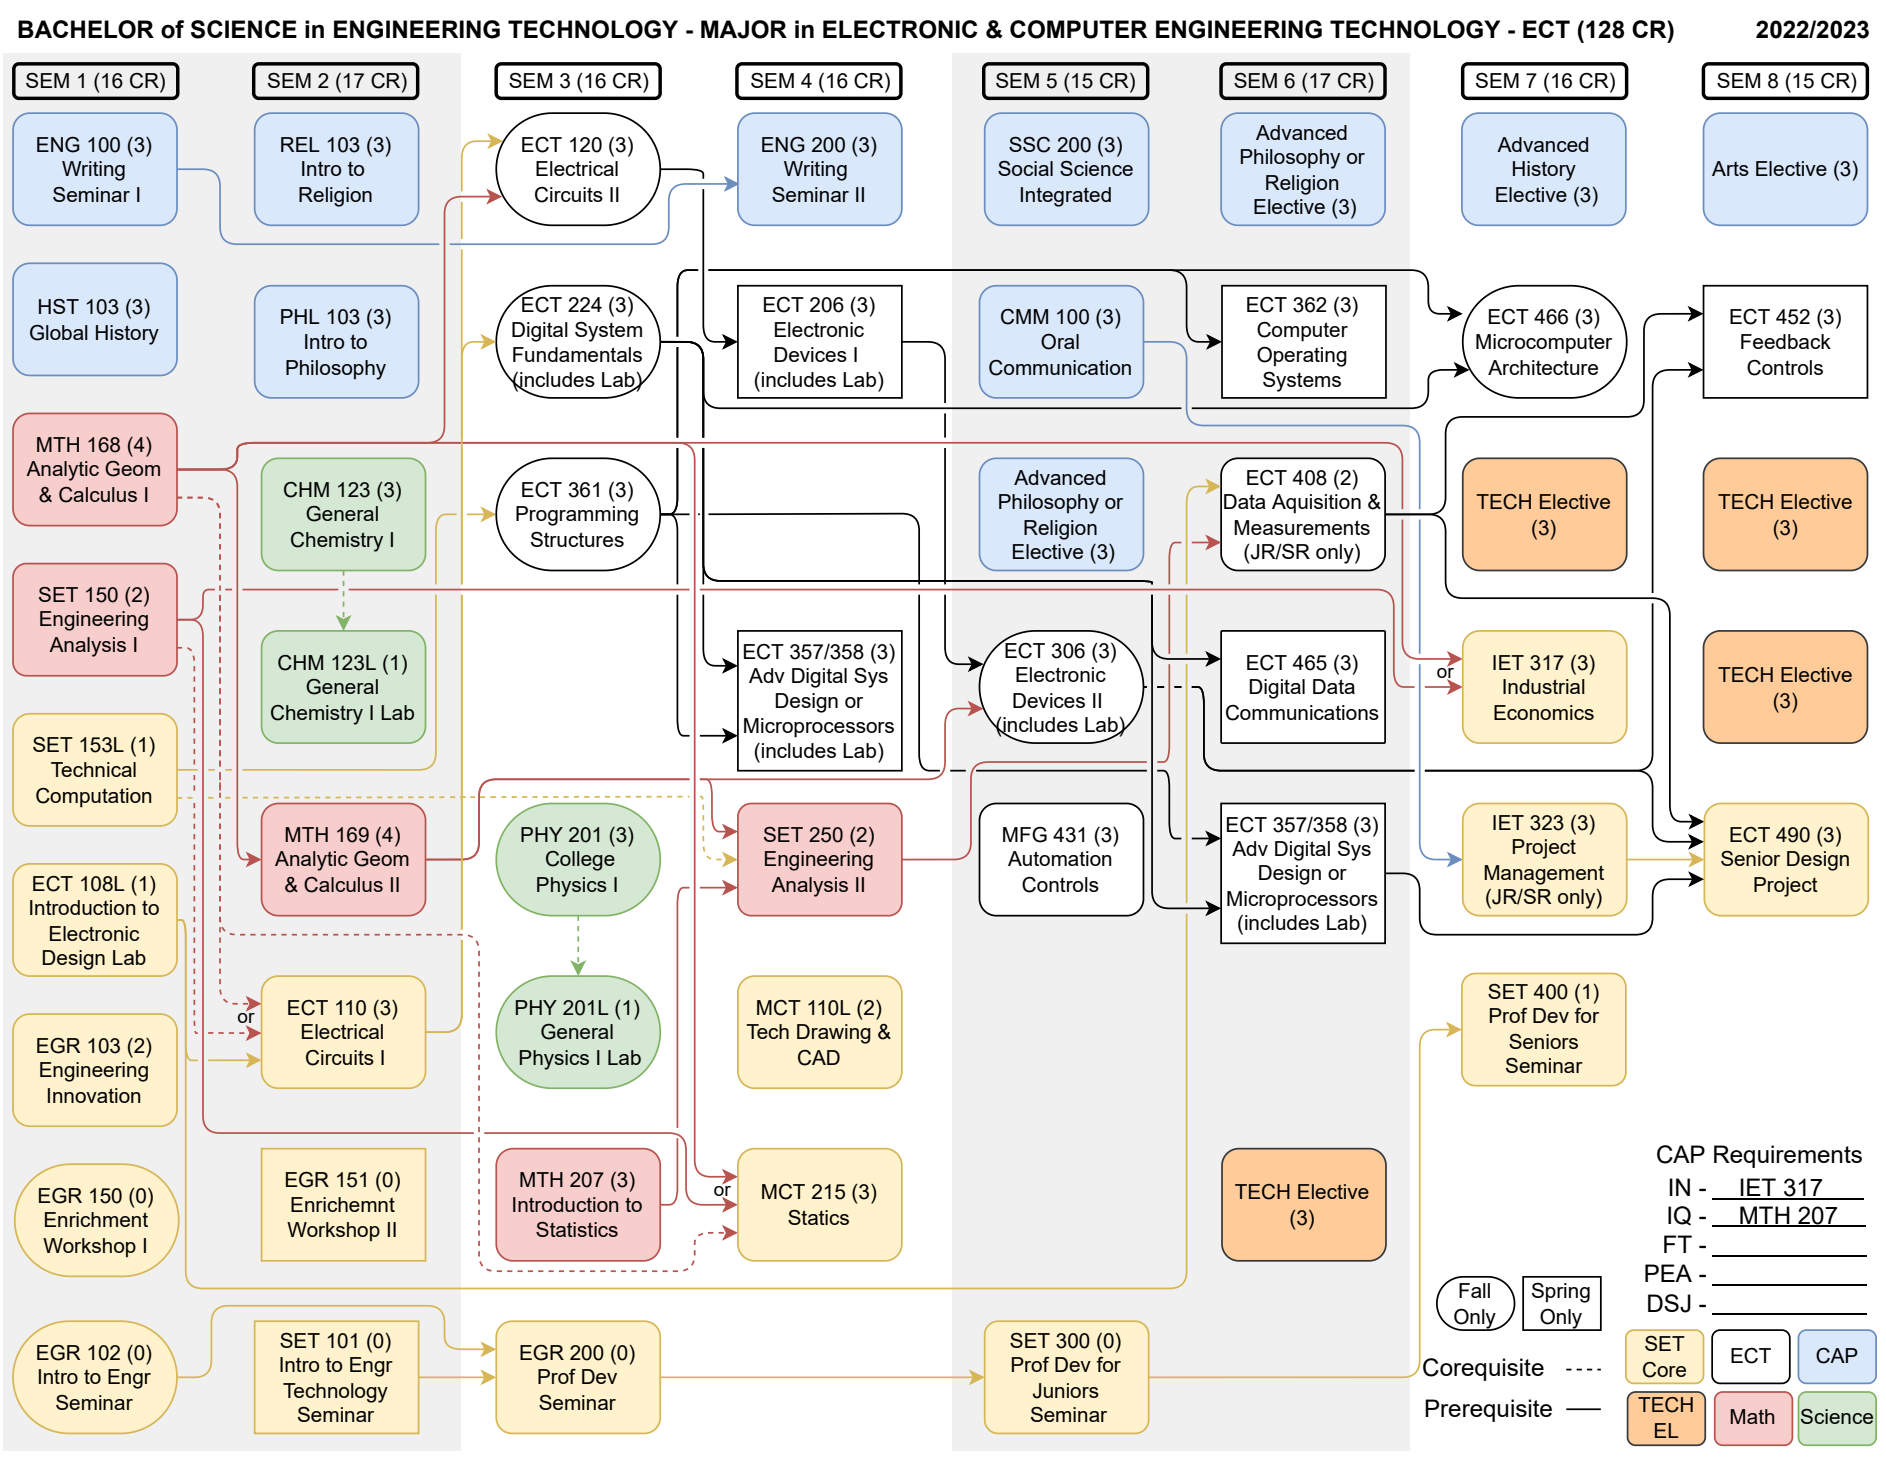 BACHELOR of SCIENCE in ENGINEERING TECHNOLOGY - MAJOR in ELECTRONIC & COMPUTER ENGINEERING TECHNOLOGY - ECT (128 CR) 2022/2023
SEM 1 (16 CR)
ENG 100 (3)
Writing
Seminar I
HST 103 (3)
Global History
MTH 168 (4)
Analytic Geom
& Calculus I
SET 150 (2)
Engineering
Analysis I
SET 153L (1)
Technical
Computation
ECT 108L (1)
Introduction to
Electronic
Design Lab
EGR 103 (2)
Engineering
Innovation
EGR 150 (0)
Enrichment
Workshop I
EGR 102 (0)
Intro to Engr
Seminar
SEM 2 (17 CR)
REL 103 (3)
Intro to
Religion
PHL 103 (3)
Intro to
Philosophy
CHM 123 (3)
General
Chemistry I
CHM 123L (1)
General
Chemistry I Lab
MTH 169 (4)
Analytic Geom
& Calculus II
or
ECT 110 (3)
Electrical
Circuits I
EGR 151 (0)
Enrichemnt
Workshop II
SET 101 (0)
Intro to Engr
Technology
Seminar
SEM 3 (16 CR)
ECT 120 (3)
Electrical
Circuits II
ECT 224 (3)
Digital System
Fundamentals
(includes Lab)
ECT 361 (3)
Programming
Structures
PHY 201 (3)
College
Physics I
PHY 201L (1)
General
Physics I Lab
MTH 207 (3)
Introduction to
Statistics
EGR 200 (0)
Prof Dev
Seminar
SEM 4 (16 CR)
ENG 200 (3)
Writing
Seminar II
ECT 206 (3)
Electronic
Devices I
(includes Lab)
ECT 357/358 (3)
Adv Digital Sys
Design or
Microprocessors
(includes Lab)
SET 250 (2)
Engineering
Analysis II
MCT 110L (2)
Tech Drawing &
CAD
or
MCT 215 (3)
Statics
SEM 5 (15 CR)
SSC 200 (3)
Social Science
Integrated
CMM 100 (3)
Oral
Communication
Advanced
Philosophy or
Religion
Elective (3)
ECT 306 (3)
Electronic
Devices II
(includes Lab)
MFG 431 (3)
Automation
Controls
SET 300 (0)
Prof Dev for
Juniors
Seminar
SEM 6 (17 CR)
Advanced
Philosophy or
Religion
Elective (3)
ECT 362 (3)
Computer
Operating
Systems
ECT 408 (2)
Data Aquisition &
Measurements
(JR/SR only)
ECT 465 (3)
Digital Data
Communications
ECT 357/358 (3)
Adv Digital Sys
Design or
Microprocessors
(includes Lab)
TECH Elective
(3)
SEM 7 (16 CR)
Advanced
History
Elective (3)
ECT 466 (3)
Microcomputer
Architecture
TECH Elective
(3)
or
IET 317 (3)
Industrial
Economics
IET 323 (3)
Project
Management
(JR/SR only)
SET 400 (1)
Prof Dev for
Seniors
Seminar
SEM 8 (15 CR)
Arts Elective (3)
ECT 452 (3)
Feedback
Controls
TECH Elective
(3)
TECH Elective
(3)
ECT 490 (3)
Senior Design
Project
CAP Requirements
IN - IET 317
IQ - MTH 207
FT -
PEA -
DSJ -
Fall
Only
Spring
Only
Corequisite
Prerequisite
SET
Core
ECT
CAP
TECH
EL
Math
Science